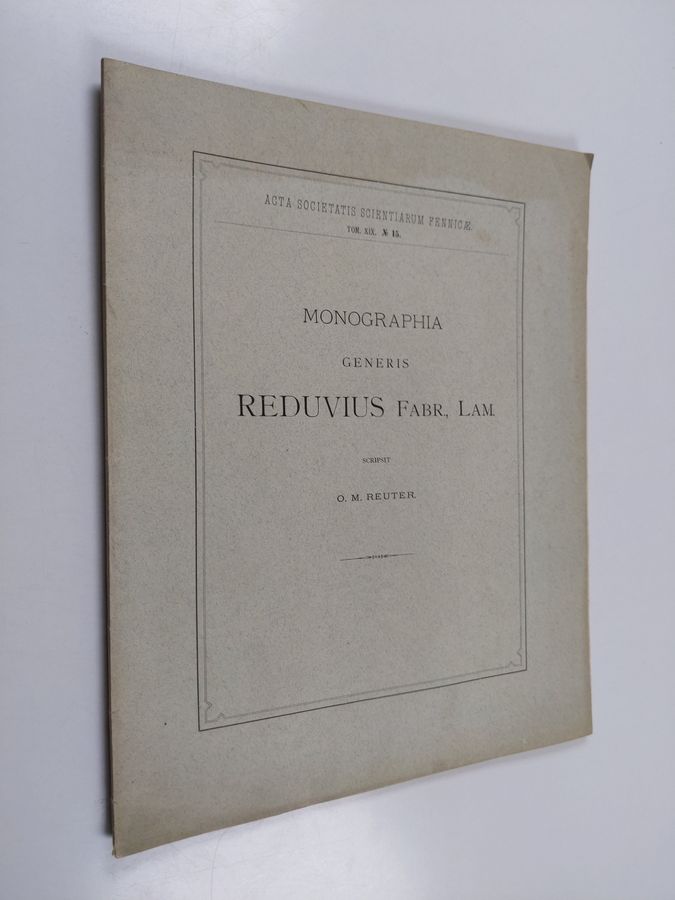 ACTA SOCIETATIS SCIENTIARUM FENNICÆ.
TOM. XIX. № 15.
MONOGRAPHIA
GENERIS
REDUVIUS FABR., LAM.
SCRIPSIT
O. M. REUTER.